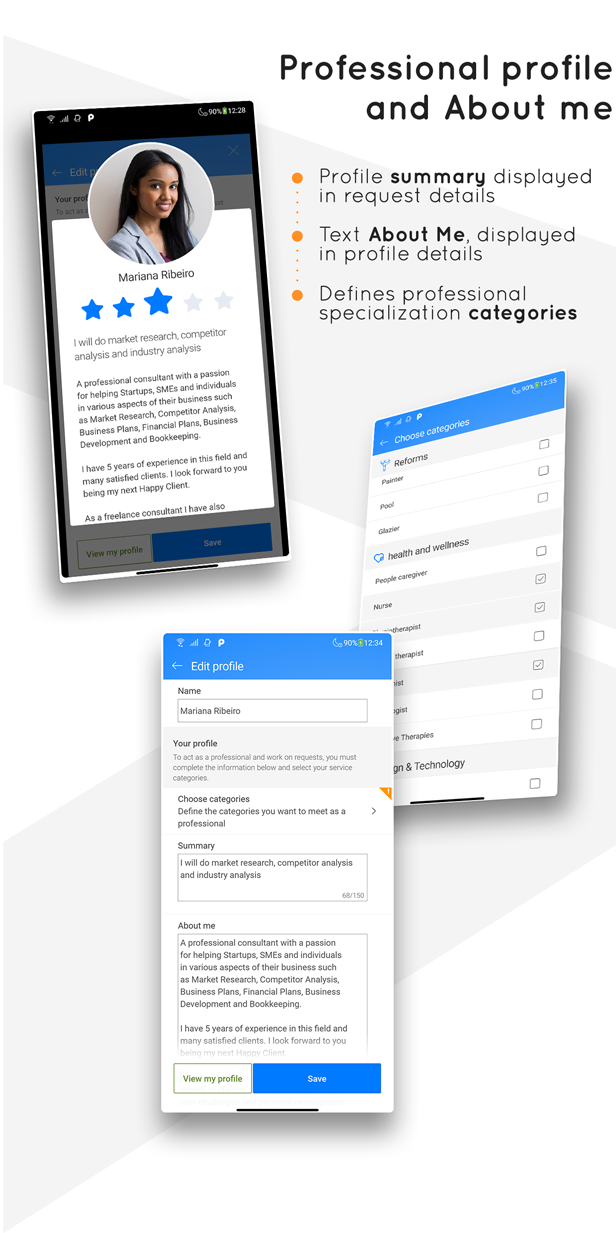 Professional profile
and About me
Profile summary displayed
in request details
Text About Me, displayed
in profile details
Defines professional
specialization categories
90% 12:28
Edit p
Your prof
To act as
Mariana Ribeiro
I will do market research, competitor
analysis and industry analysis
A professional consultant with a passion
for helping Startups, SMEs and individuals
in various aspects of their business such
as Market Research, Competitor Analysis,
Business Plans, Financial Plans, Business
Development and Bookkeeping.
I have 5 years of experience in this field and
many satisfied clients. I look forward to you
being my next Happy Client.
As a freelance consultant I have also
View my profile
Save
90% 12:35
Choose categories
Reforms
Painter
Pool
Glazier
health and wellness
People caregiver
Nurse
siotherapist
therapist
nist
ogist
ve Therapies
gn & Technology
90% 12:34
Edit profile
Name
Mariana Ribeiro
Your profile
To act as a professional and work on requests, you must
complete the information below and select your service
categories.
Choose categories
Define the categories you want to meet as a
professional
Summary
I will do market research, competitor analysis
and industry analysis
68/150
About me
A professional consultant with a passion
for helping Startups, SMEs and individuals
in various aspects of their business such
as Market Research, Competitor Analysis,
Business Plans, Financial Plans, Business
Development and Bookkeeping.
I have 5 years of experience in this field and
many satisfied clients. I look forward to you
being my next Happy Client.
View my profile
Save